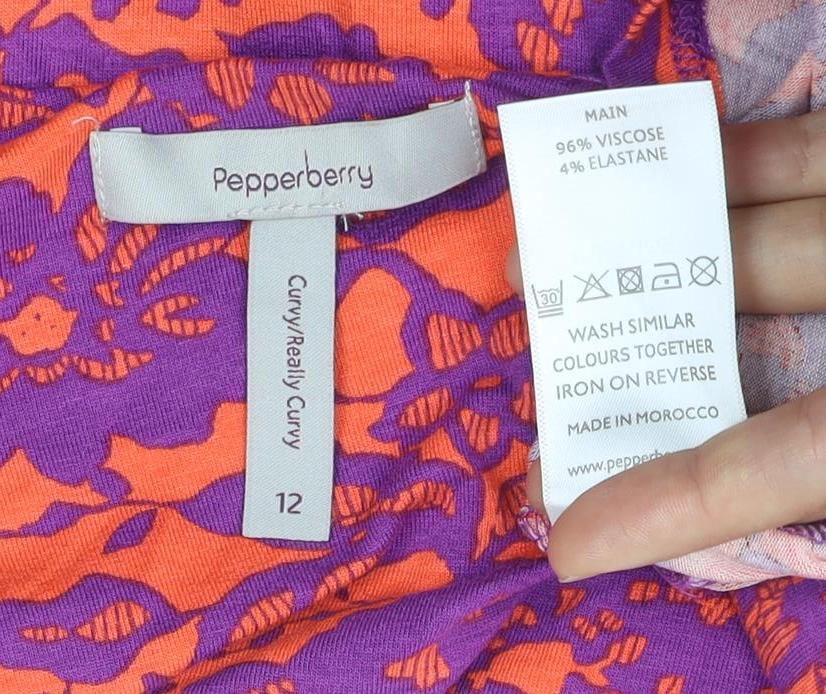 Pepperberry
Curvy/Really Curvy
12
MAIN
96% VISCOSE
4% ELASTANE
30
WASH SIMILAR
COLOURS TOGETHER
IRON ON REVERSE
MADE IN MOROCCO